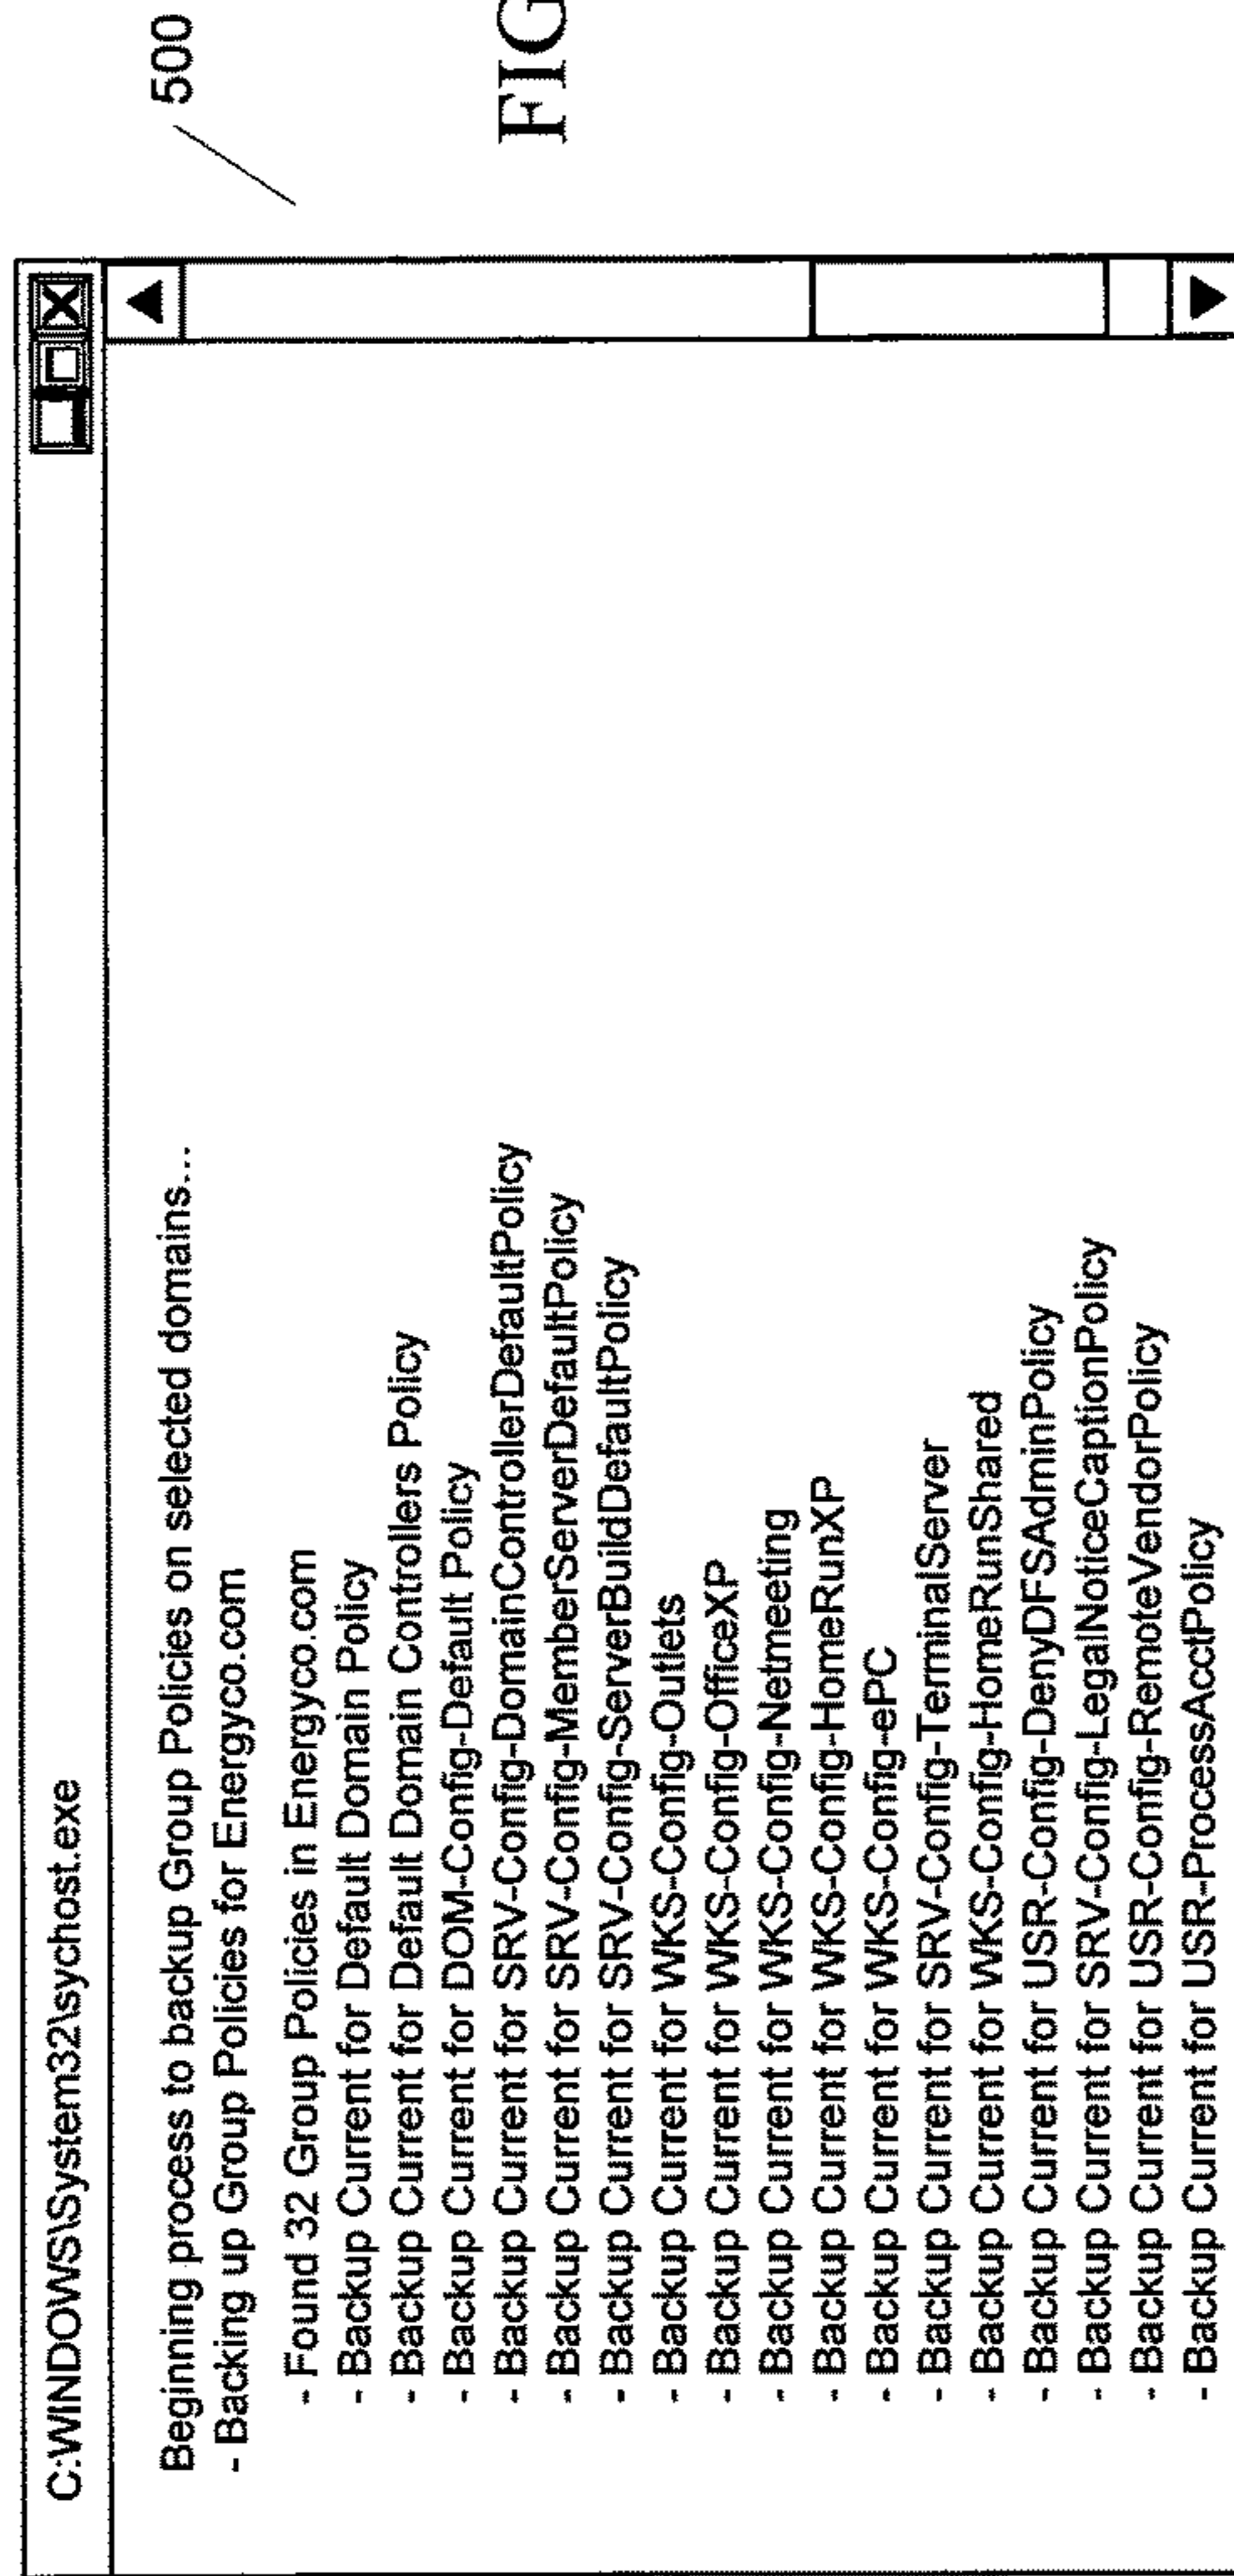 C:WINDOWS\System32\sychost.exe
Beginning process to backup Group Policies on selected domains...
- Backing up Group Policies for Energyco.com
- Found 32 Group Policies in Energyco.com
- Backup Current for Default Domain Policy
- Backup Current for Default Domain Controllers Policy
- Backup Current for DOM-Config-Default Policy
- Backup Current for SRV-Config-DomainControllerDefaultPolicy
- Backup Current for SRV-Config-MemberServerDefaultPolicy
- Backup Current for SRV-Config-ServerBuildDefaultPolicy
- Backup Current for WKS-Config-Outlets
- Backup Current for WKS-Config-OfficeXP
- Backup Current for WKS-Config-Netmeeting
- Backup Current for WKS-Config-HomeRunXP
- Backup Current for WKS-Config-ePC
- Backup Current for SRV-Config-TerminalServer
- Backup Current for WKS-Config-HomeRunShared
- Backup Current for USR-Config-DenyDFSAdminPolicy
- Backup Current for SRV-Config-LegalNoticeCaptionPolicy
- Backup Current for USR-Config-RemoteVendorPolicy
- Backup Current for USR-ProcessAcctPolicy
500
FIG